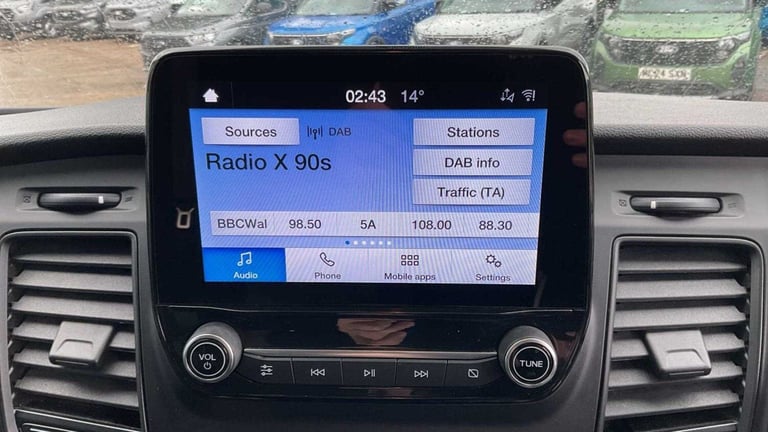 02:43 14°
Sources DAB Stations
Radio X 90s DAB info
Traffic (TA)
BBCWal 98.50 5A 108.00 88.30
Audio Phone Mobile apps Settings
VOL TUNE